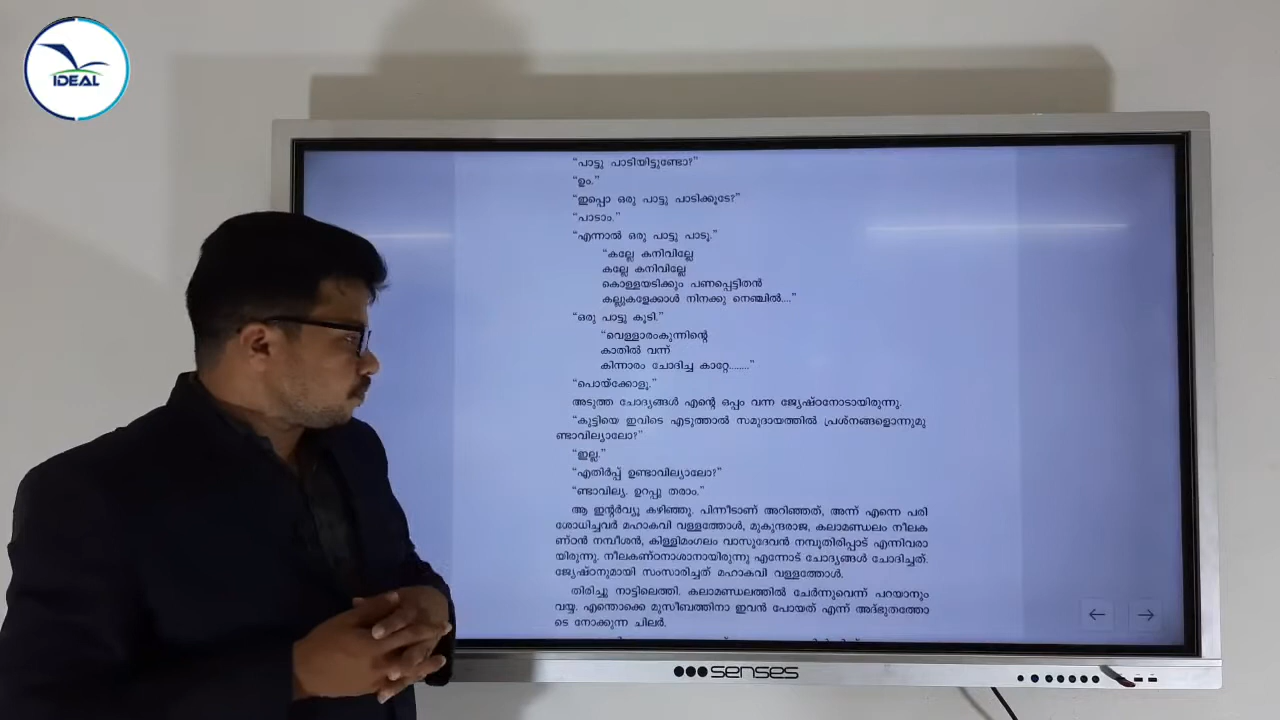 IDEAL
“പാട്ടു പാടിയിട്ടുണ്ടോ?”
“ഉം.”
“ഇപ്പൊ ഒരു പാട്ടു പാടിക്കൂടേ?”
“പാടാം.”
“എന്നാൽ ഒരു പാട്ടു പാടൂ.”
“കല്ലേ കനിവില്ലേ
കല്ലേ കനിവില്ലേ
കൊള്ളയടിക്കും പണപ്പെട്ടിതൻ
കല്ലുകളേക്കാൾ നിനക്കു നെഞ്ചിൽ....”
“ഒരു പാട്ടു കൂടി.”
“വെള്ളാരംകുന്നിന്റെ
കാതിൽ വന്ന്
കിന്നാരം ചോദിച്ച കാറ്റേ........”
“പൊയ്ക്കോളൂ.”
അടുത്ത ചോദ്യങ്ങൾ എന്റെ ഒപ്പം വന്ന ജ്യേഷ്ഠനോടായിരുന്നു.
“കുട്ടിയെ ഇവിടെ എടുത്താൽ സമുദായത്തിൽ പ്രശ്നങ്ങളൊന്നുമു
ണ്ടാവില്യാലോ?”
“ഇല്ല.”
“എതിർപ്പ് ഉണ്ടാവില്യാലോ?”
“ണ്ടാവില്യ. ഉറപ്പു തരാം.”
ആ ഇന്റർവ്യൂ കഴിഞ്ഞു. പിന്നീടാണ് അറിഞ്ഞത്, അന്ന് എന്നെ പരി
ശോധിച്ചവർ മഹാകവി വള്ളത്തോൾ, മുകുന്ദരാജ, കലാമണ്ഡലം നീലക
ണ്ഠൻ നമ്പീശൻ, കിള്ളിമംഗലം വാസുദേവൻ നമ്പൂതിരിപ്പാട് എന്നിവരാ
യിരുന്നു. നീലകണ്ഠനാശാനായിരുന്നു എന്നോട് ചോദ്യങ്ങൾ ചോദിച്ചത്.
ജ്യേഷ്ഠനുമായി സംസാരിച്ചത് മഹാകവി വള്ളത്തോൾ.
തിരിച്ചു നാട്ടിലെത്തി. കലാമണ്ഡലത്തിൽ ചേർന്നുവെന്ന് പറയാനും
വയ്യ. എന്തൊക്കെ മുസീബത്തിനാ ഇവൻ പോയത് എന്ന് അദ്ഭുതത്തോ
ടെ നോക്കുന്ന ചിലർ.
senses